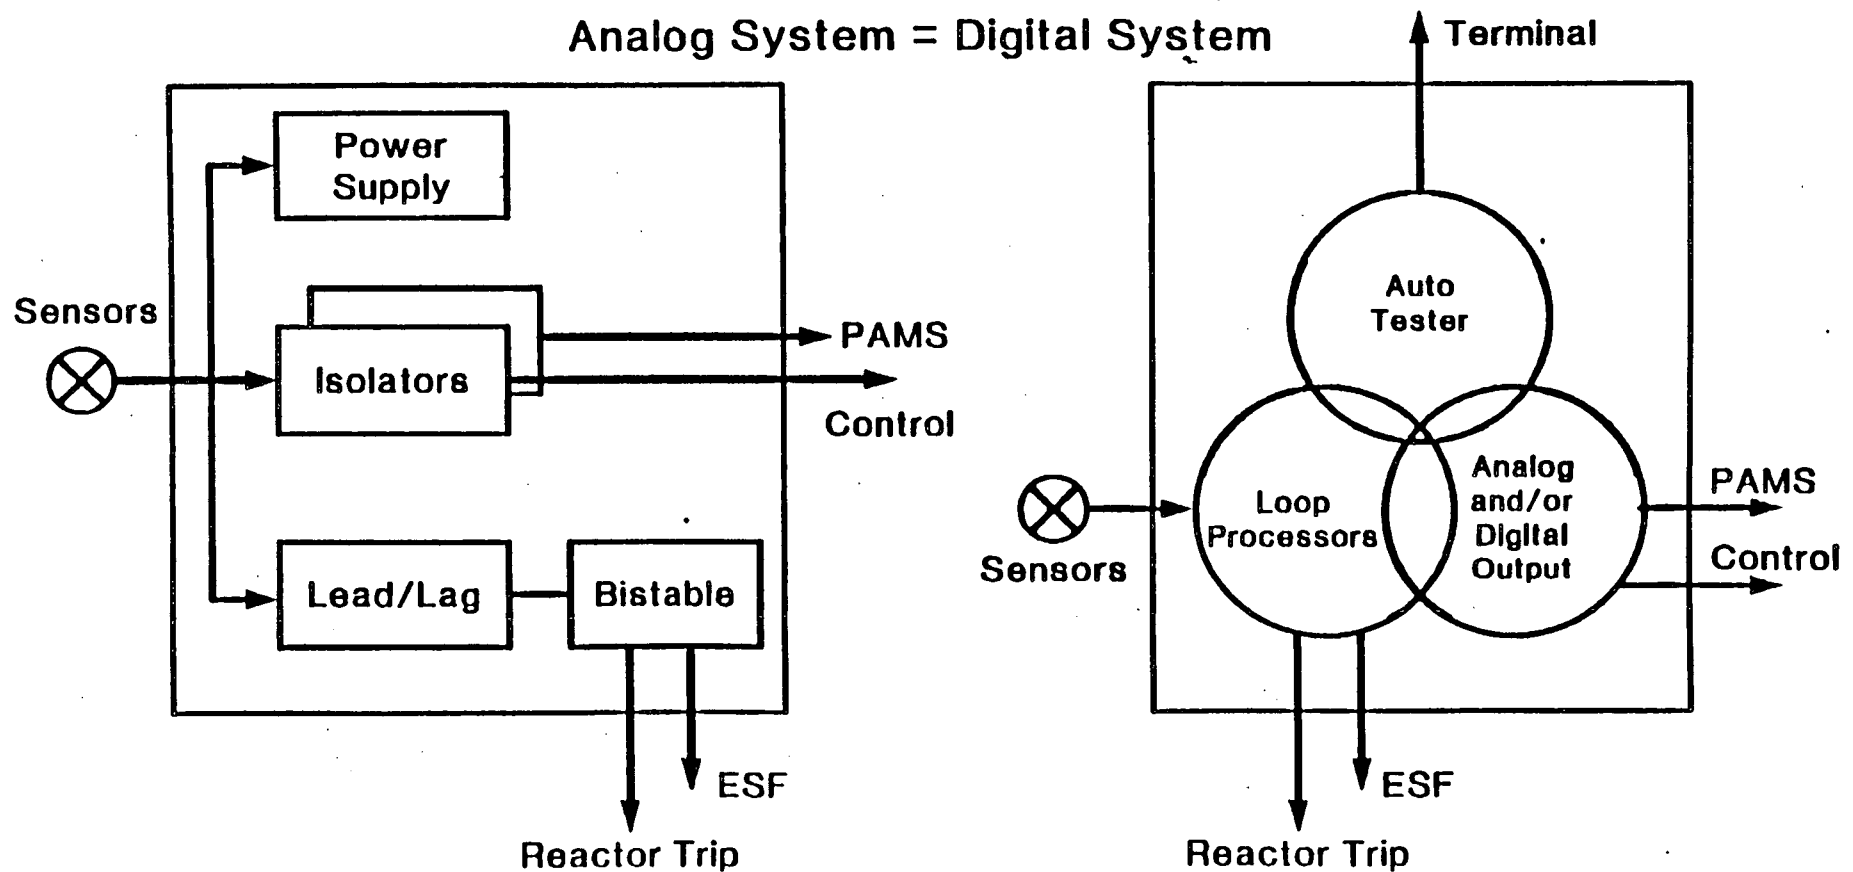 Analog System = Digital System
Power
Supply
Sensors
Isolators
PAMS
Control
Lead/Lag
Bistable
ESF
Reactor Trip
Terminal
Auto
Tester
Sensors
Loop
Processors
Analog
and/or
Digital
Output
PAMS
Control
ESF
Reactor Trip